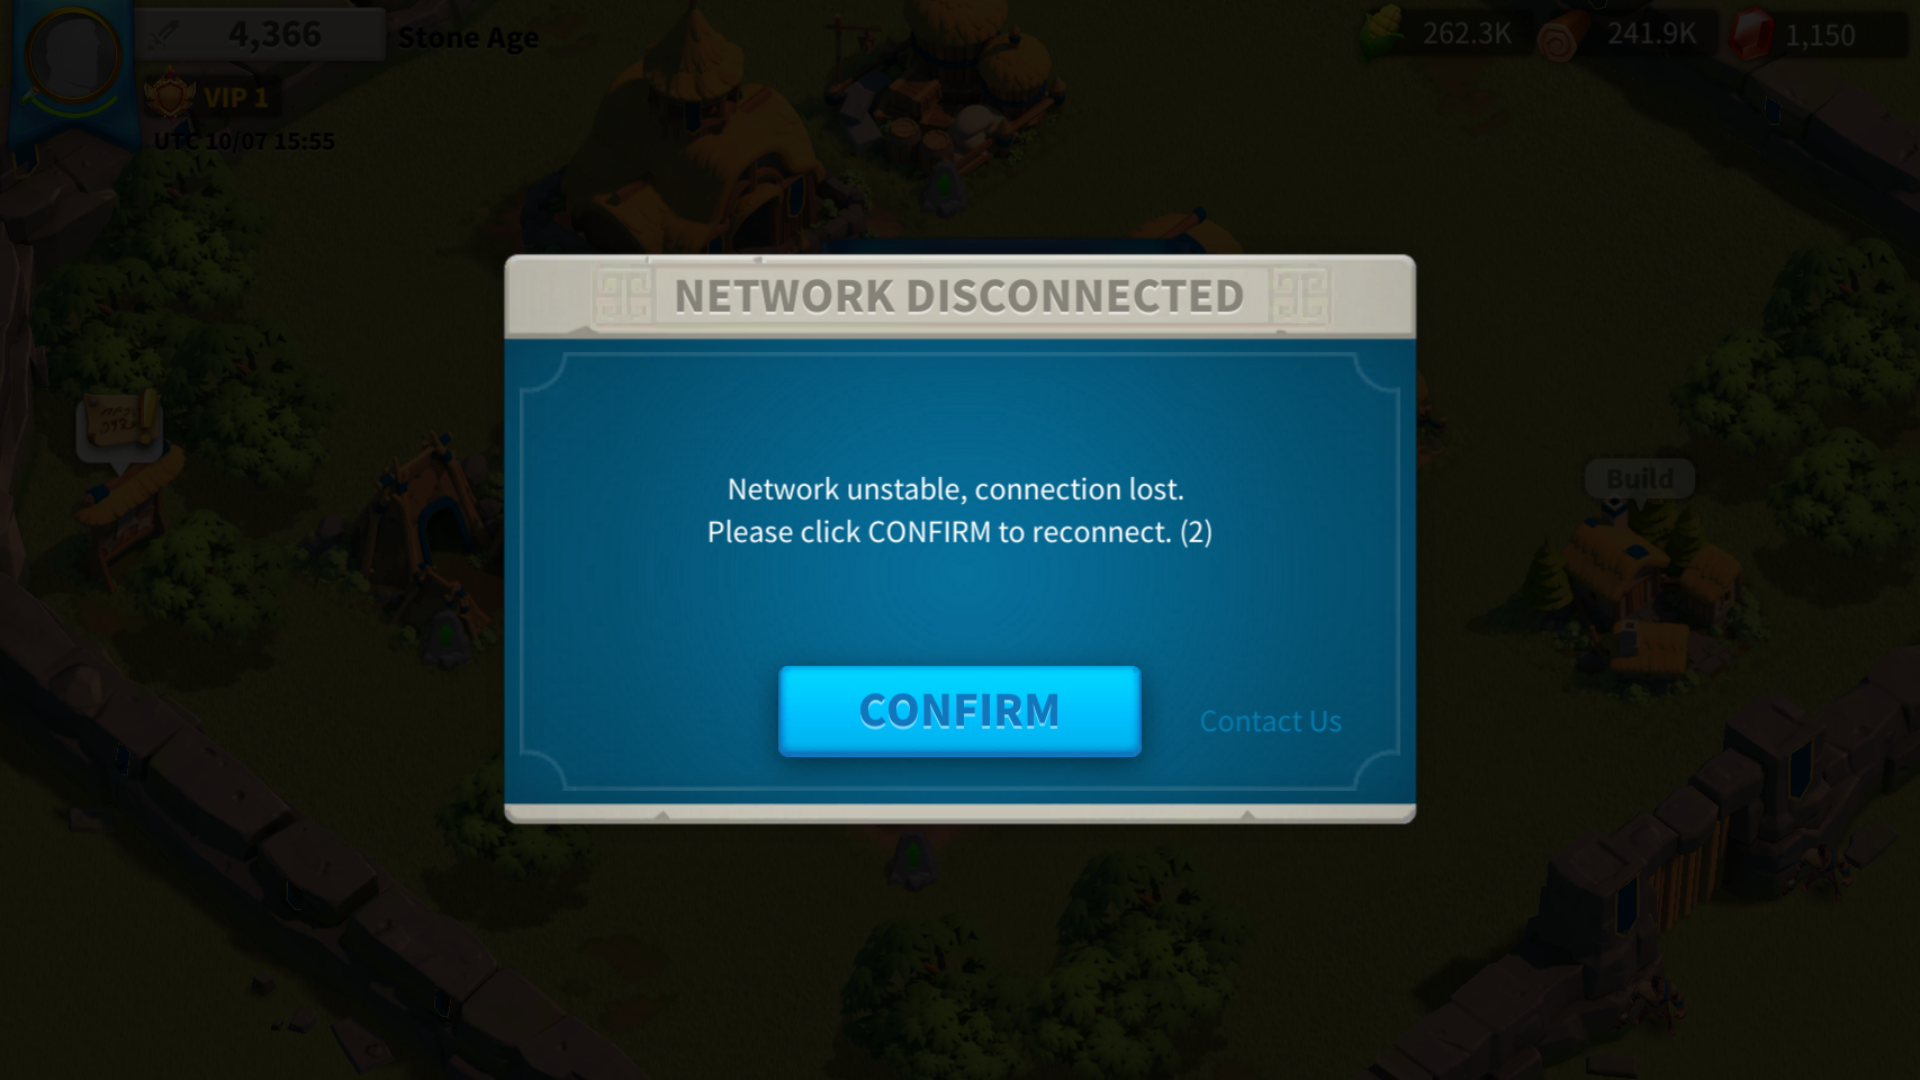 4,366
Stone Age
262.3K
241.9K
1,150
VIP 1
UTC 10/07 15:55
NETWORK DISCONNECTED
Network unstable, connection lost.
Please click CONFIRM to reconnect. (2)
Build
CONFIRM
Contact Us